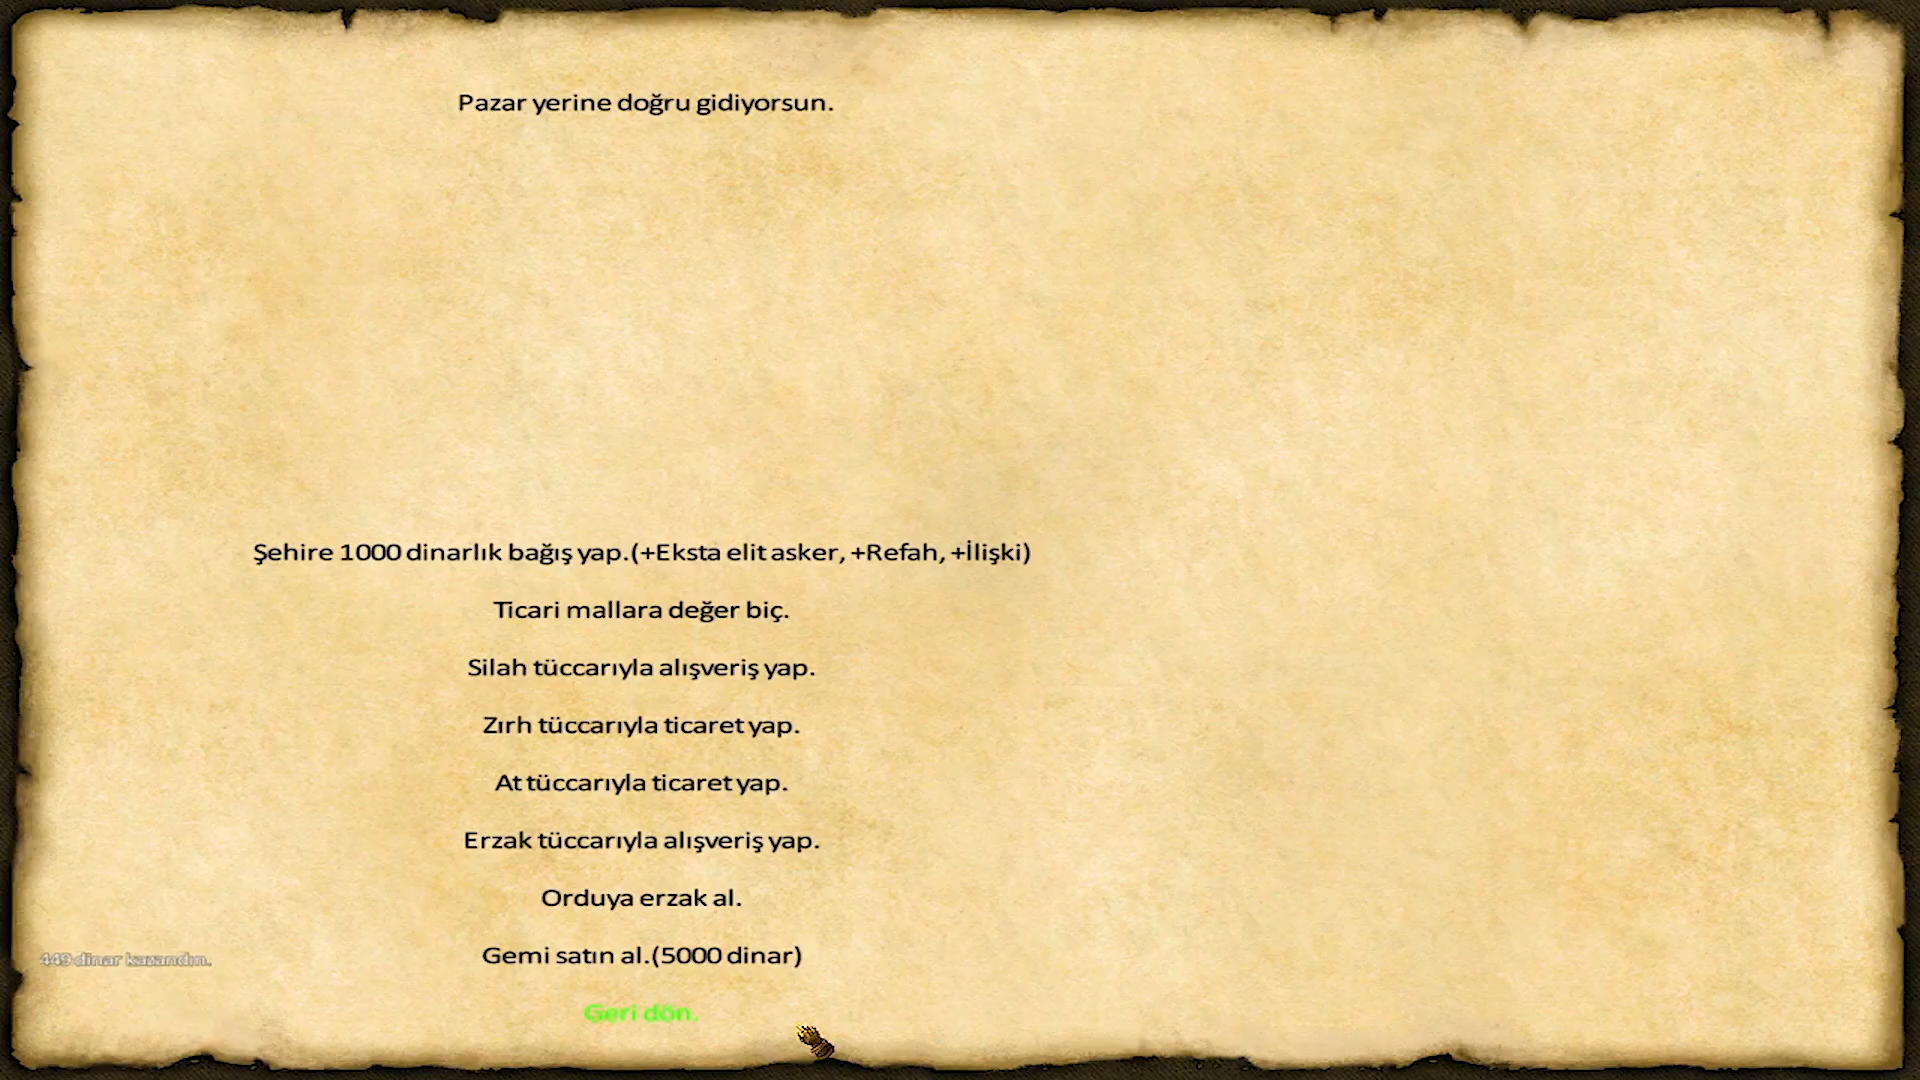 Pazar yerine doğru gidiyorsun.
Şehire 1000 dinarlık bağış yap.(+Eksta elit asker, +Refah, +İlişki)
Ticari mallara değer biç.
Silah tüccarıyla alışveriş yap.
Zırh tüccarıyla ticaret yap.
At tüccarıyla ticaret yap.
Erzak tüccarıyla alışveriş yap.
Orduya erzak al.
Gemi satın al.(5000 dinar)
449 dinar kazandın.
Geri dön.